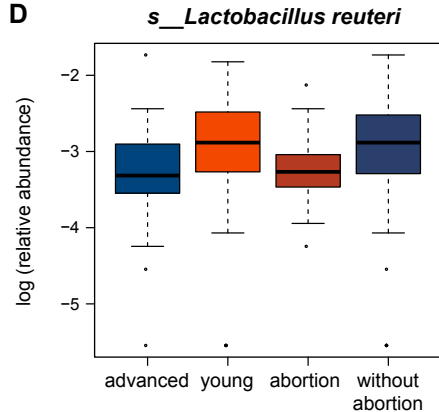 D
s__Lactobacillus reuteri
log (relative abundance)
−2
−3
−4
−5
advanced young abortion without abortion